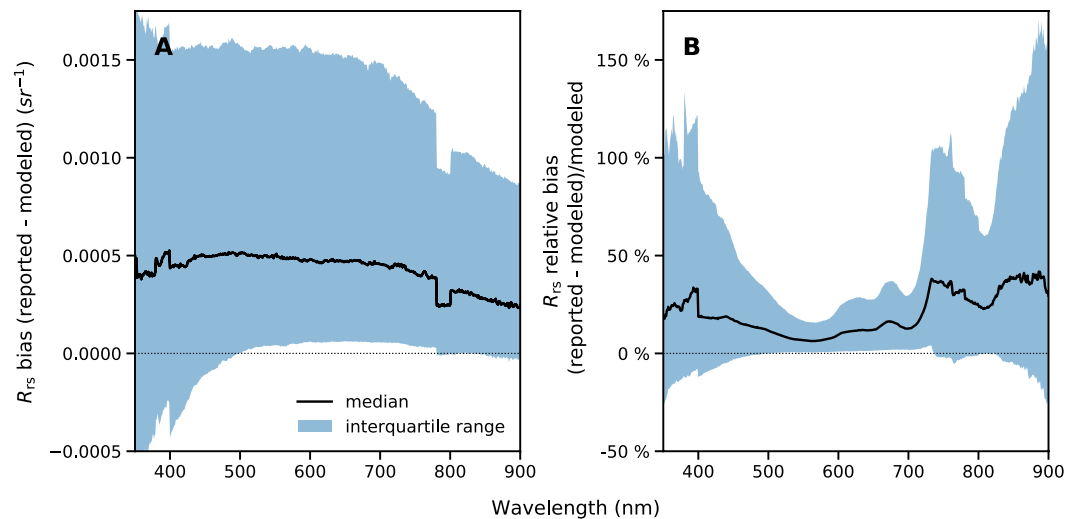 A
R_rs bias (reported - modeled) (sr⁻¹)
0.0015
0.0010
0.0005
0.0000
−0.0005
median
interquartile range
400 500 600 700 800 900
B
R_rs relative bias
(reported - modeled)/modeled
150 %
100 %
50 %
0 %
-50 %
400 500 600 700 800 900
Wavelength (nm)